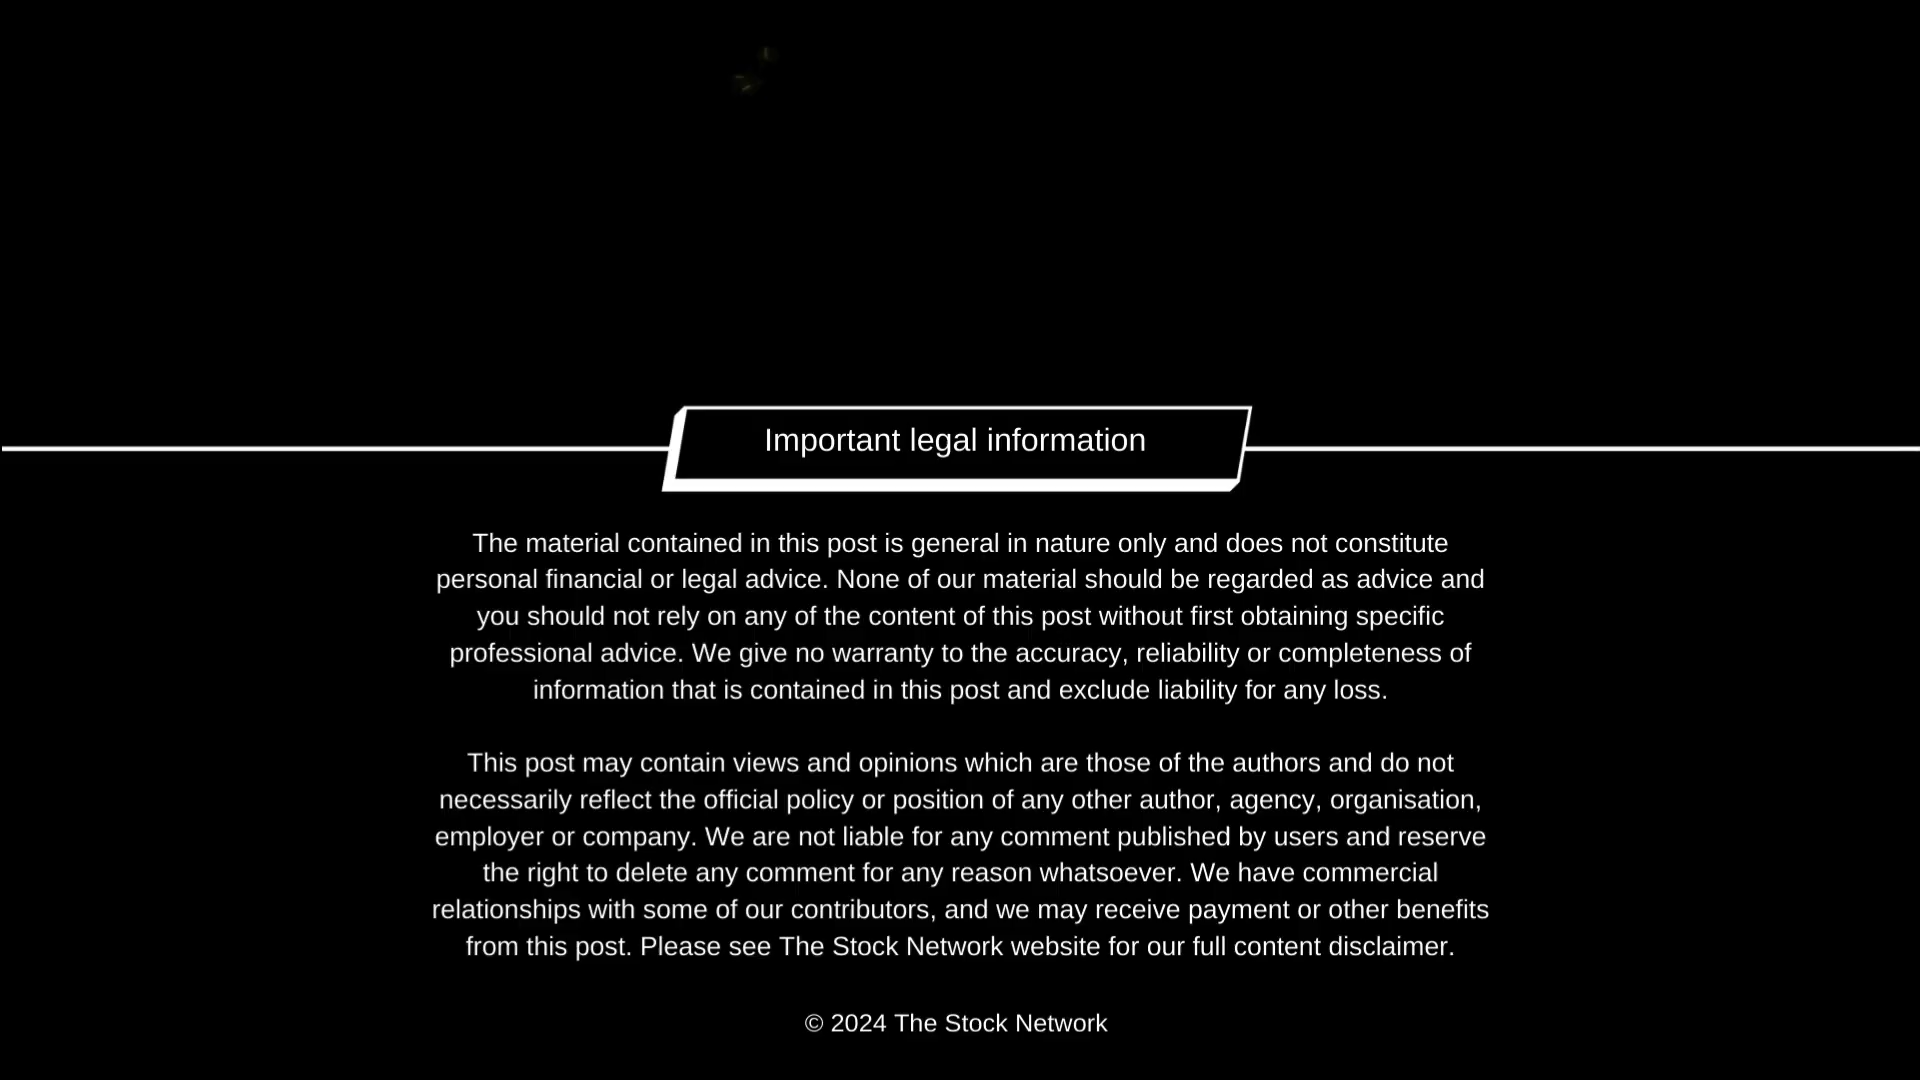 Important legal information
The material contained in this post is general in nature only and does not constitute
personal financial or legal advice. None of our material should be regarded as advice and
you should not rely on any of the content of this post without first obtaining specific
professional advice. We give no warranty to the accuracy, reliability or completeness of
information that is contained in this post and exclude liability for any loss.
This post may contain views and opinions which are those of the authors and do not
necessarily reflect the official policy or position of any other author, agency, organisation,
employer or company. We are not liable for any comment published by users and reserve
the right to delete any comment for any reason whatsoever. We have commercial
relationships with some of our contributors, and we may receive payment or other benefits
from this post. Please see The Stock Network website for our full content disclaimer.
© 2024 The Stock Network